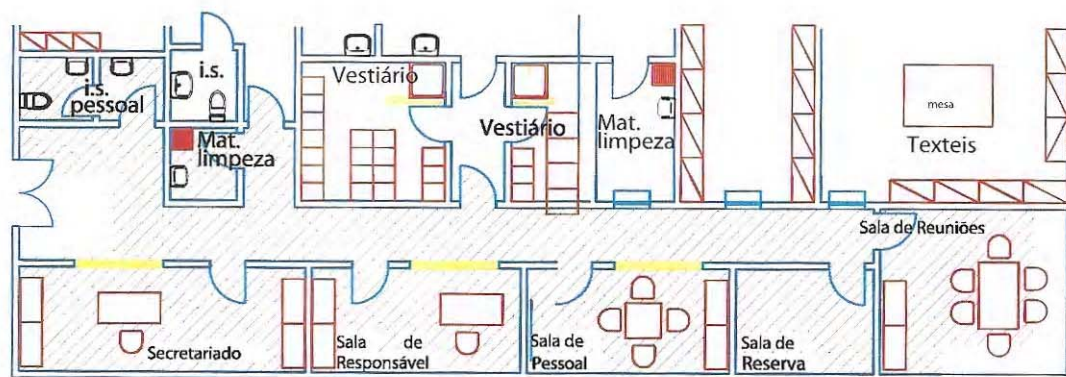 i.s.
pessoal
i.s.
Mat.
limpeza
Vestiário
Vestiário
Mat.
limpeza
mesa
Texteis
Sala de Reuniões
Secretariado
Sala de
Responsável
Sala de
Pessoal
Sala de
Reserva